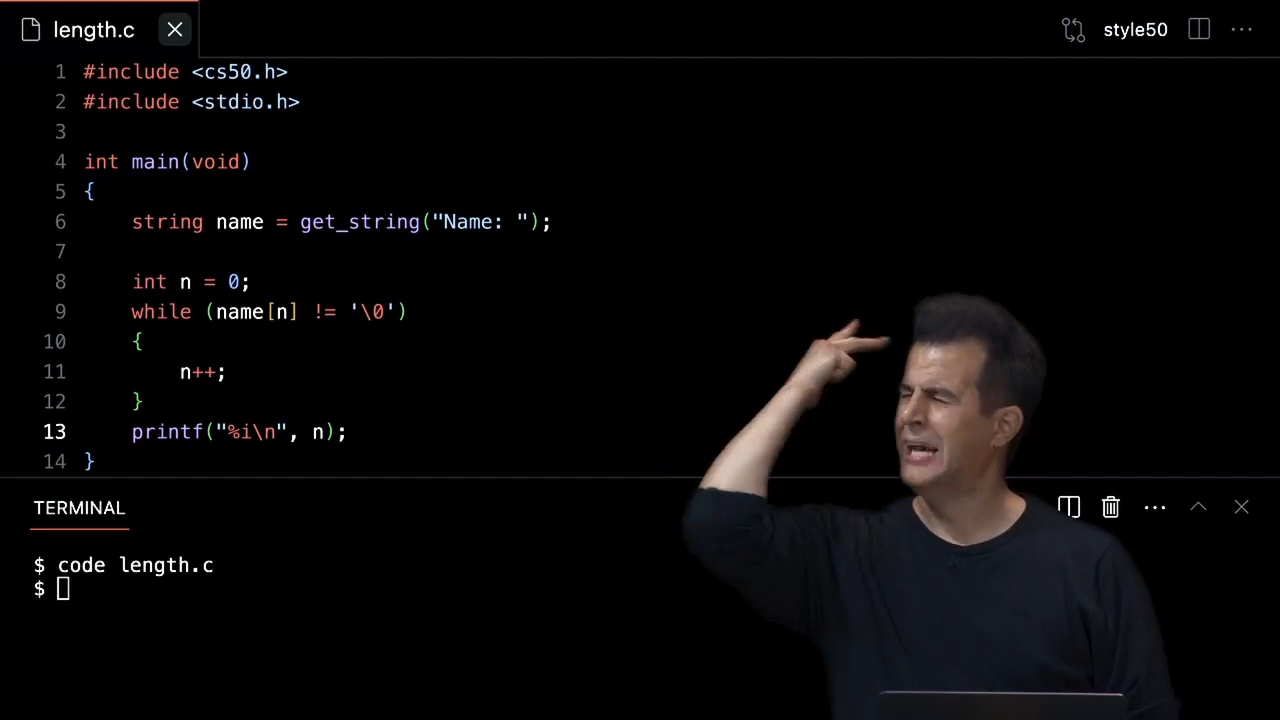 length.c
style50
1 #include <cs50.h>
2 #include <stdio.h>
3
4 int main(void)
5 {
6     string name = get_string("Name: ");
7
8     int n = 0;
9     while (name[n] != '\0')
10     {
11         n++;
12     }
13     printf("%i\n", n);
14 }
TERMINAL
$ code length.c
$